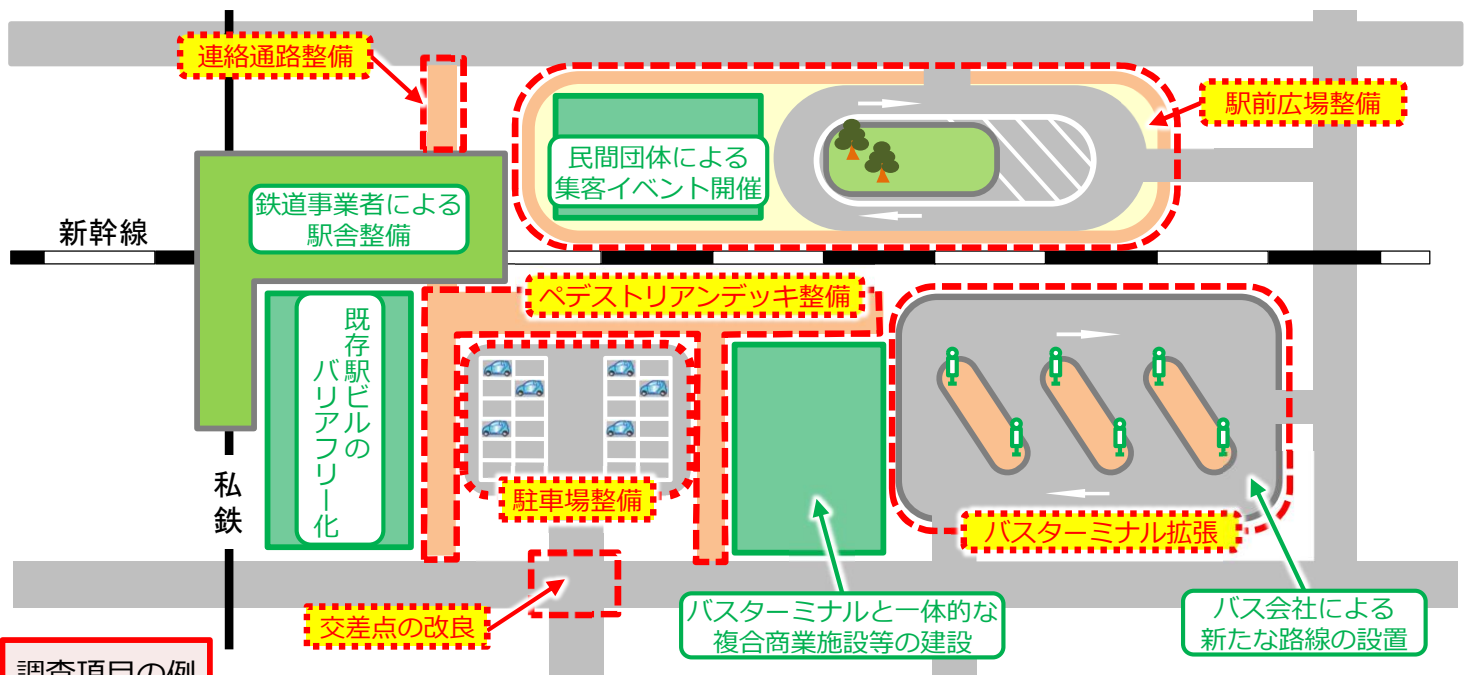 連絡通路整備
駅前広場整備
民間団体による
集客イベント開催
鉄道事業者による
駅舎整備
新幹線
ペデストリアンデッキ整備
既存駅ビルの
バリアフリー化
私鉄
駐車場整備
バスターミナル拡張
交差点の改良
バスターミナルと一体的な
複合商業施設等の建設
バス会社による
新たな路線の設置
調査項目の例